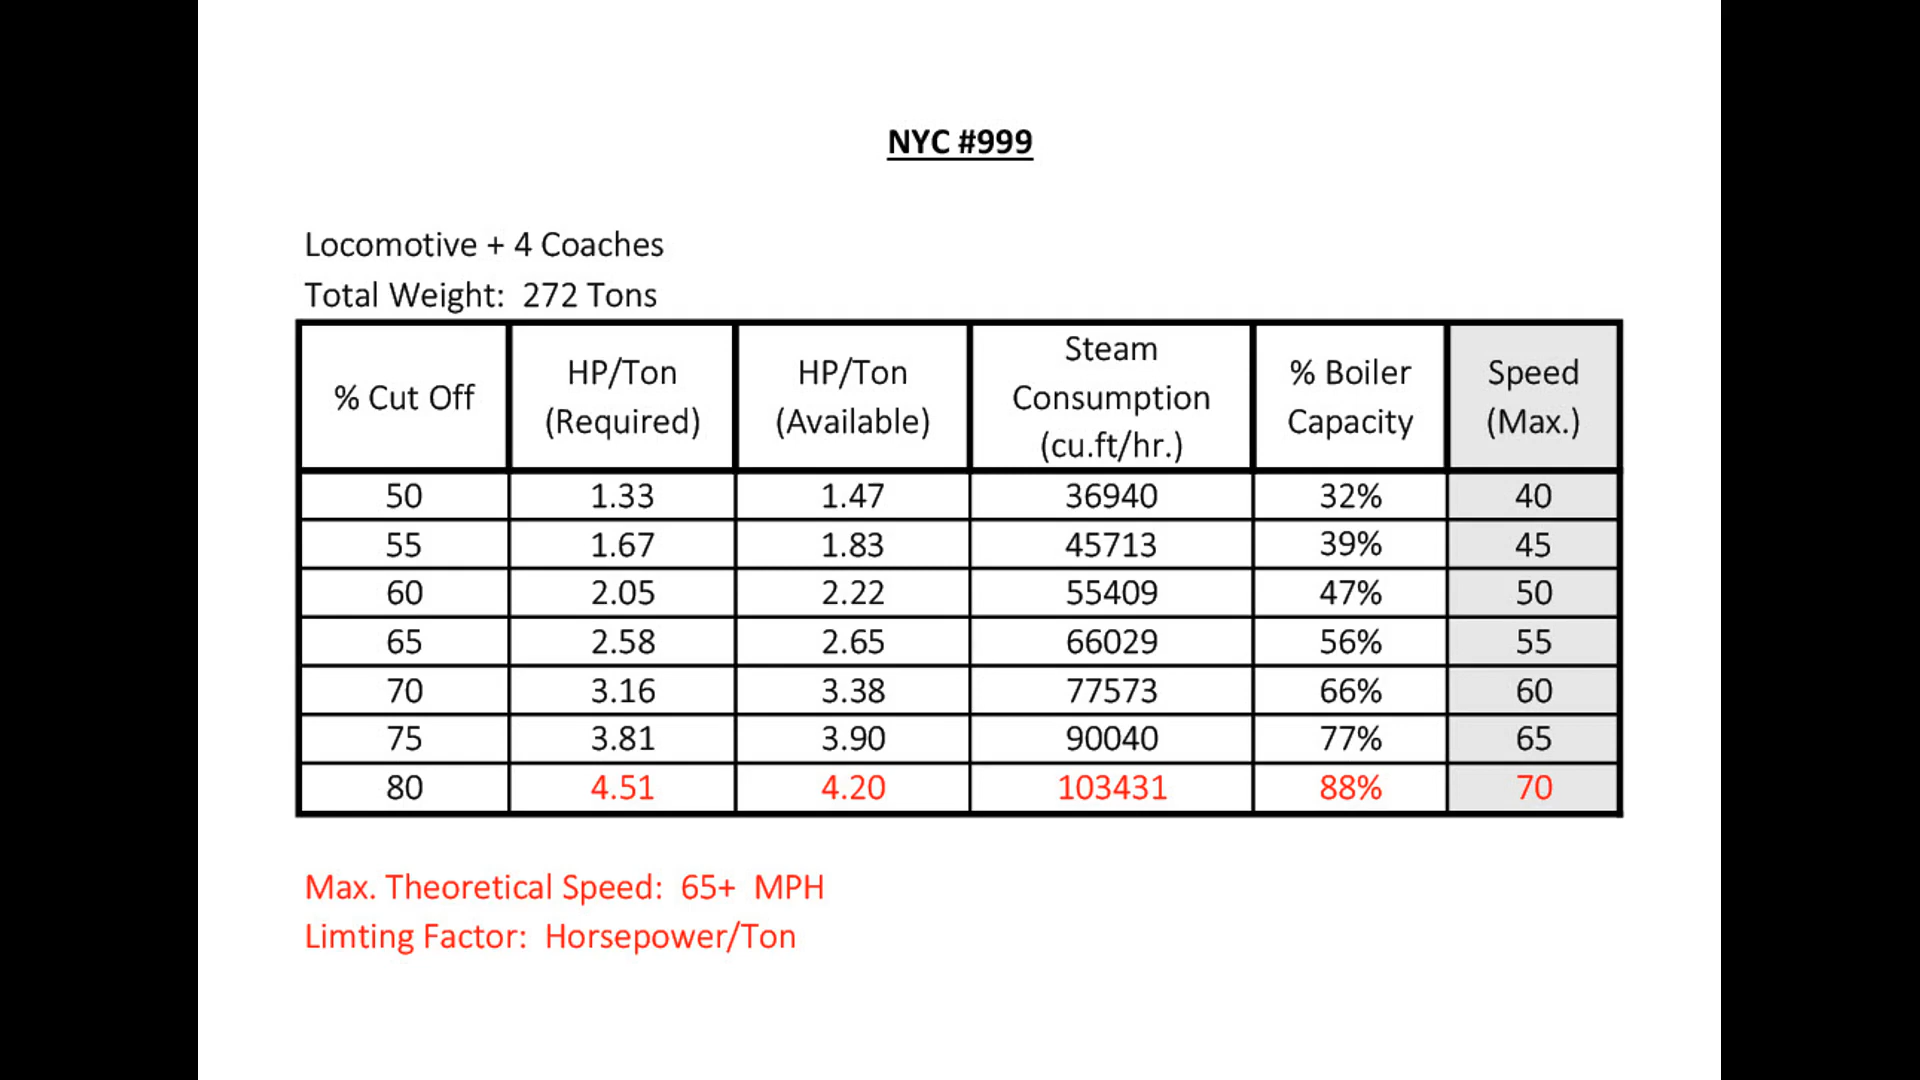 NYC #999
Locomotive + 4 Coaches
Total Weight: 272 Tons
% Cut Off HP/Ton (Required) HP/Ton (Available) Steam Consumption (cu.ft/hr.) % Boiler Capacity Speed (Max.)
50 1.33 1.47 36940 32% 40
55 1.67 1.83 45713 39% 45
60 2.05 2.22 55409 47% 50
65 2.58 2.65 66029 56% 55
70 3.16 3.38 77573 66% 60
75 3.81 3.90 90040 77% 65
80 4.51 4.20 103431 88% 70
Max. Theoretical Speed: 65+ MPH
Limting Factor: Horsepower/Ton